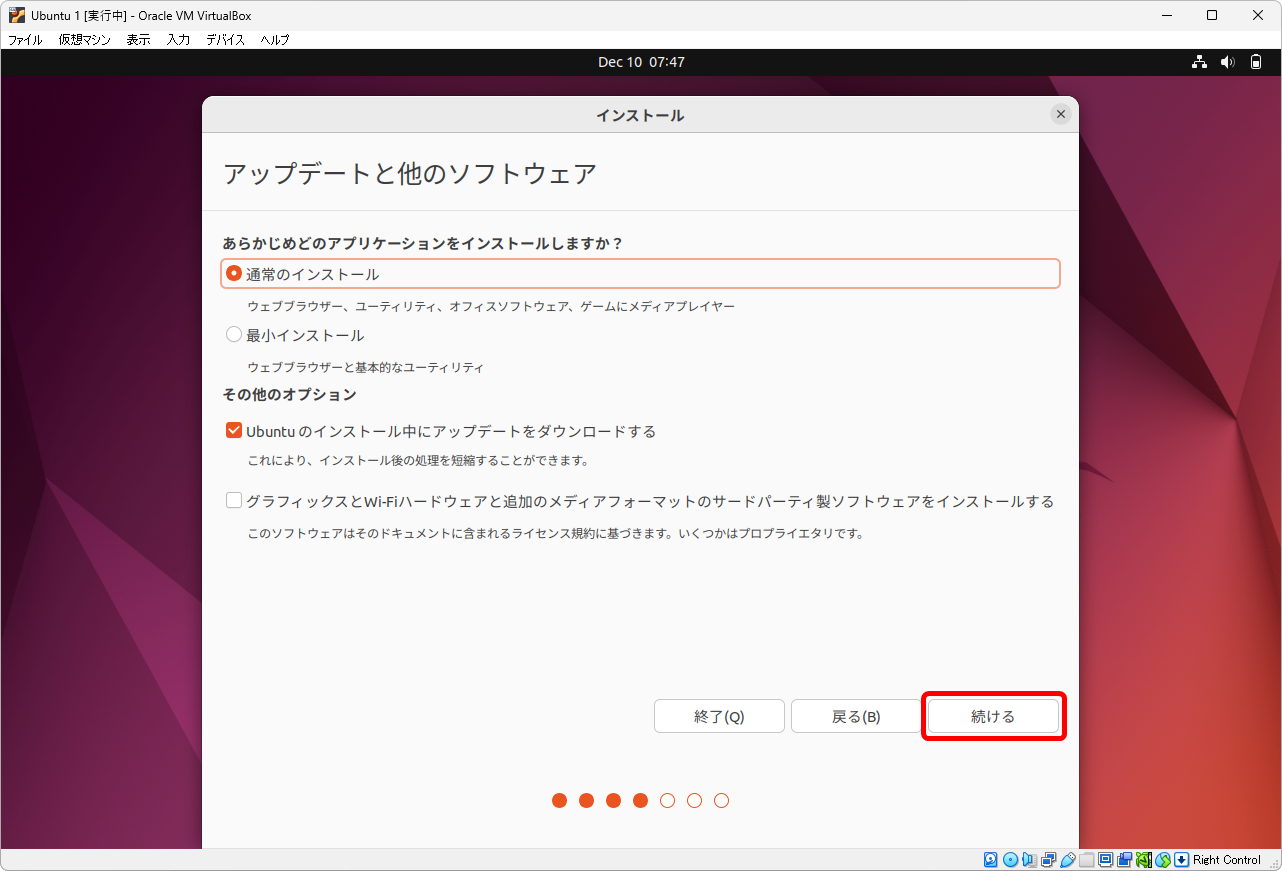 Ubuntu 1 [実行中] - Oracle VM VirtualBox
ファイル 仮想マシン 表示 入力 デバイス ヘルプ
Dec 10 07:47
インストール
アップデートと他のソフトウェア
あらかじめどのアプリケーションをインストールしますか？
通常のインストール
ウェブブラウザー、ユーティリティ、オフィスソフトウェア、ゲームにメディアプレイヤー
最小インストール
ウェブブラウザーと基本的なユーティリティ
その他のオプション
Ubuntu のインストール中にアップデートをダウンロードする
これにより、インストール後の処理を短縮することができます。
グラフィックスとWi-Fiハードウェアと追加のメディアフォーマットのサードパーティ製ソフトウェアをインストールする
このソフトウェアはそのドキュメントに含まれるライセンス規約に基づきます。いくつかはプロプライエタリです。
終了(Q) 戻る(B) 続ける
Right Control